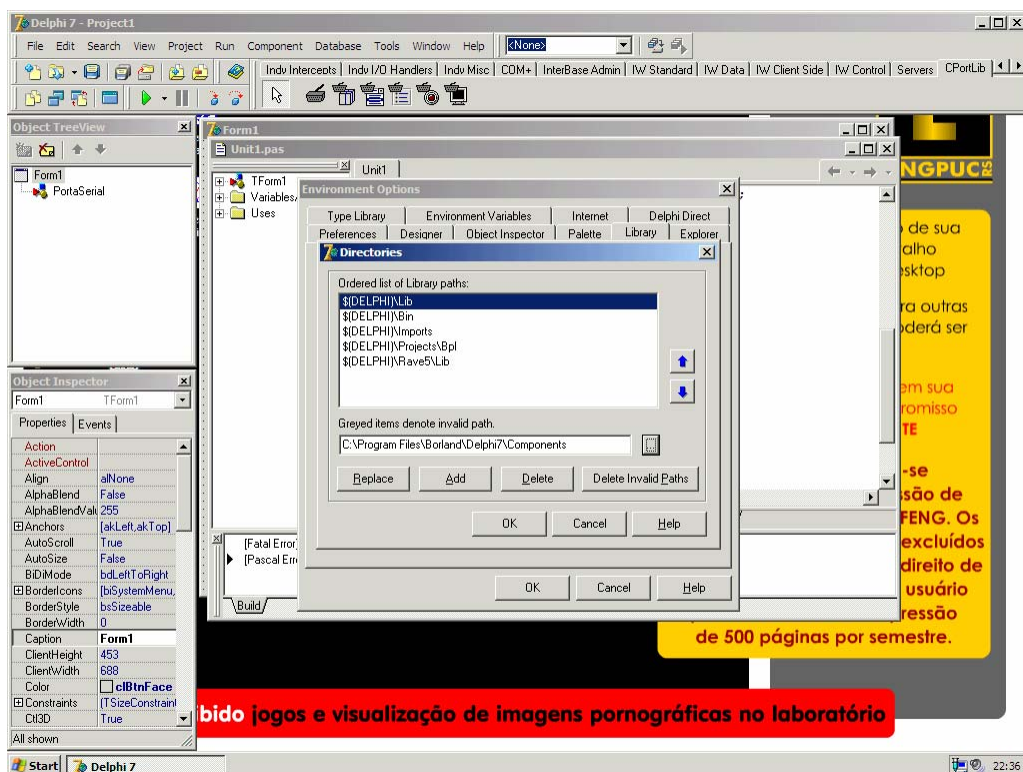 Delphi 7 - Project1
File Edit Search View Project Run Component Database Tools Window Help
<None>
Indy Intercepts Indy I/O Handlers Indy Misc COM+ InterBase Admin IW Standard IW Data IW Client Side IW Control Servers CPortLib
Object TreeView
Form1
PortaSerial
Form1
Unit1.pas
Unit1
TForm1
Variables
Uses
Environment Options
Type Library Environment Variables Internet Delphi Direct
Preferences Designer Object Inspector Palette Library Explorer
Directories
Ordered list of Library paths:
$(DELPHI)\Lib
$(DELPHI)\Bin
$(DELPHI)\Imports
$(DELPHI)\Projects\Bpl
$(DELPHI)\Rave5\Lib
Greyed items denote invalid path.
C:\Program Files\Borland\Delphi7\Components
Replace Add Delete Delete Invalid Paths
OK Cancel Help
OK Cancel Help
[Fatal Error]
[Pascal Err
Build
Object Inspector
Form1 TForm1
Properties Events
Action
ActiveControl
Align alNone
AlphaBlend False
AlphaBlendVal 255
Anchors [akLeft,akTop]
AutoScroll True
AutoSize False
BiDiMode bdLeftToRight
BorderIcons [biSystemMenu,
BorderStyle bsSizeable
BorderWidth 0
Caption Form1
ClientHeight 453
ClientWidth 688
Color clBtnFace
Constraints (TSizeConstraint
Ctl3D True
All shown
NGPUCRS
de sua
alho
sktop
ra outras
oderá ser
em sua
romisso
TE
-se
ssão de
FENG. Os
excluídos
direito de
usuário
ressão
de 500 páginas por semestre.
ibido jogos e visualização de imagens pornográficas no laboratório
Start Delphi 7 22:36